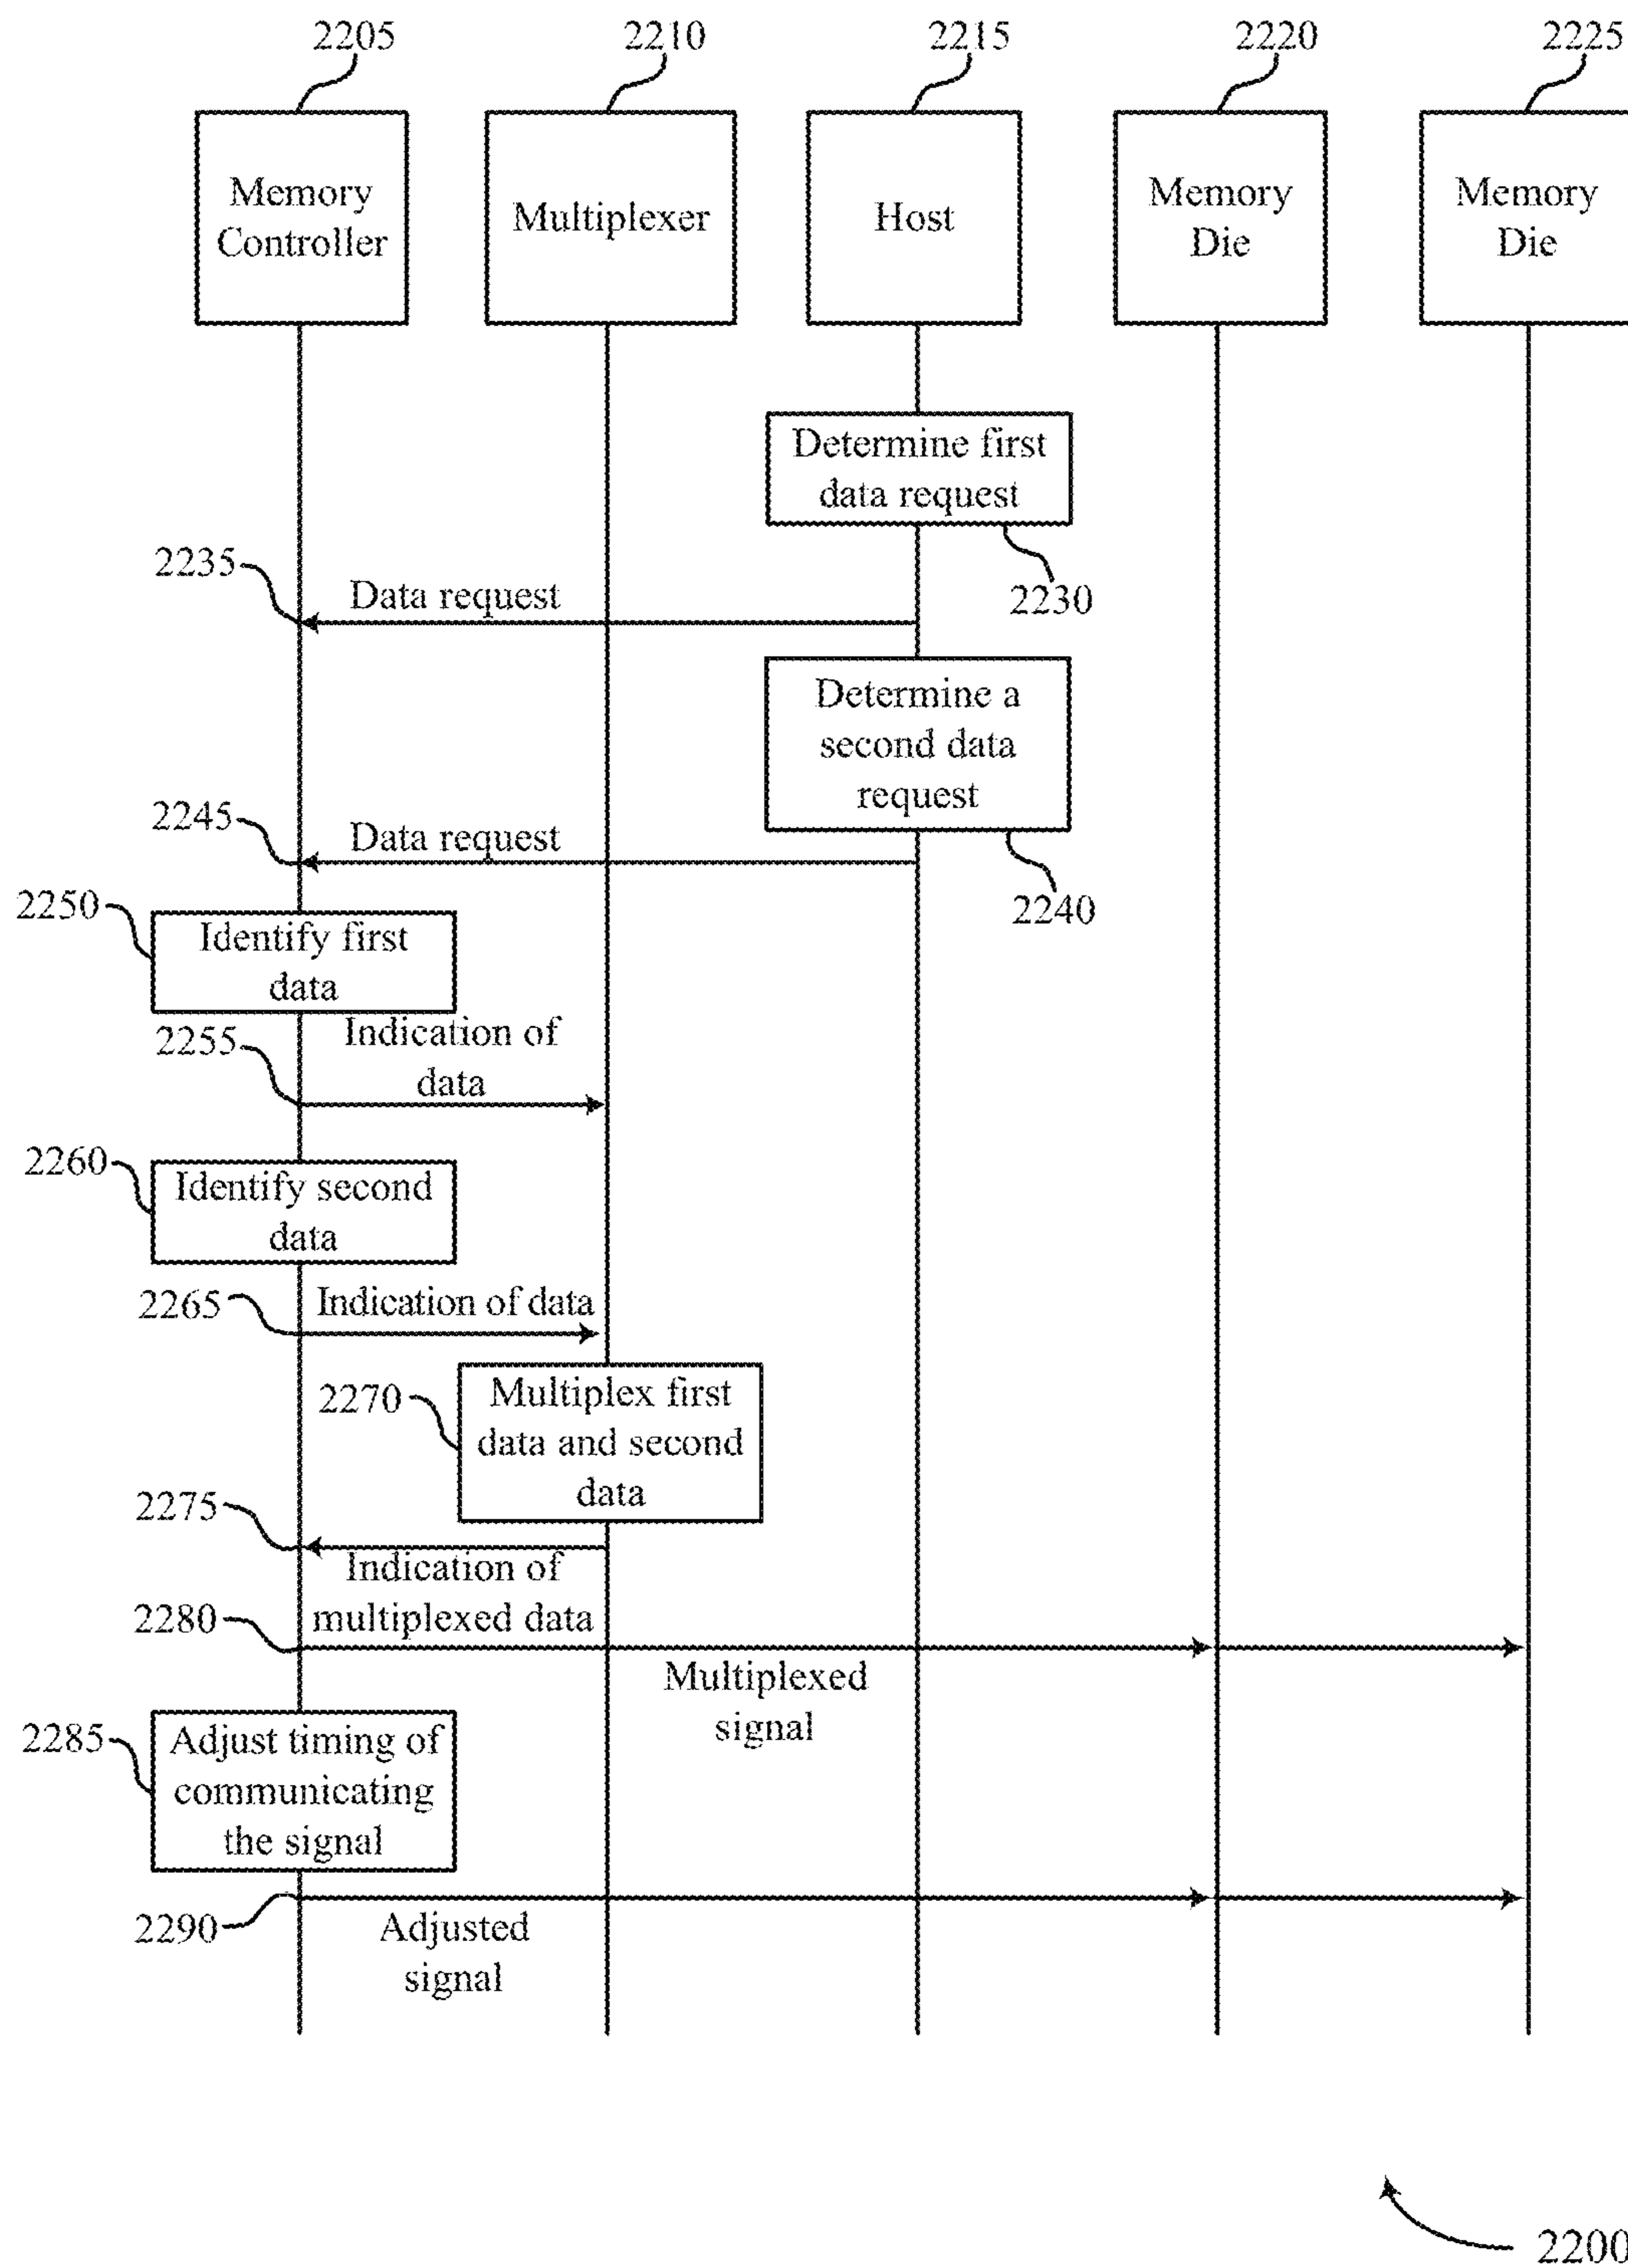 2205
2210
2215
2220
2225
Memory
Controller
Multiplexer
Host
Memory
Die
Memory
Die
Determine first
data request
2230
2235
Data request
Determine a
second data
request
2240
2245
Data request
2250
Identify first
data
2255
Indication of
data
2260
Identify second
data
2265
Indication of data
2270
Multiplex first
data and second
data
2275
Indication of
multiplexed data
2280
Multiplexed
signal
2285
Adjust timing of
communicating
the signal
2290
Adjusted
signal
2200